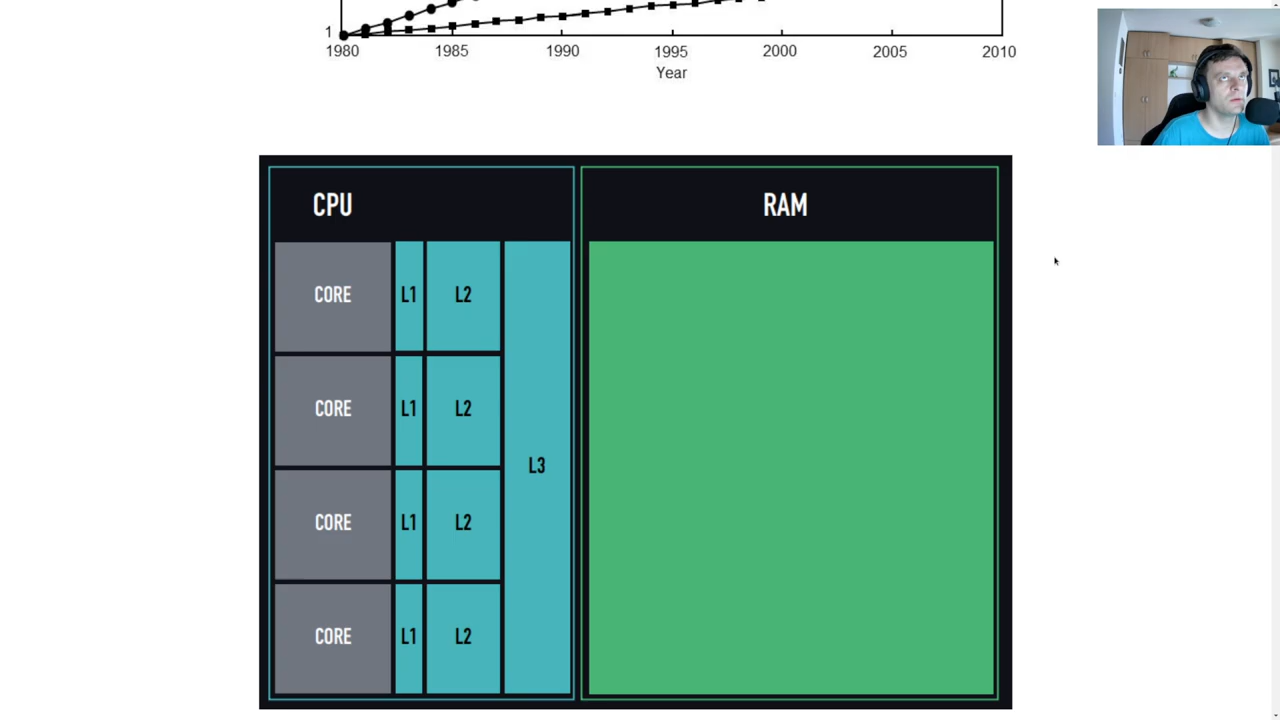 1
1980 1985 1990 1995 2000 2005 2010
Year
CPU RAM
CORE L1 L2
CORE L1 L2
L3
CORE L1 L2
CORE L1 L2